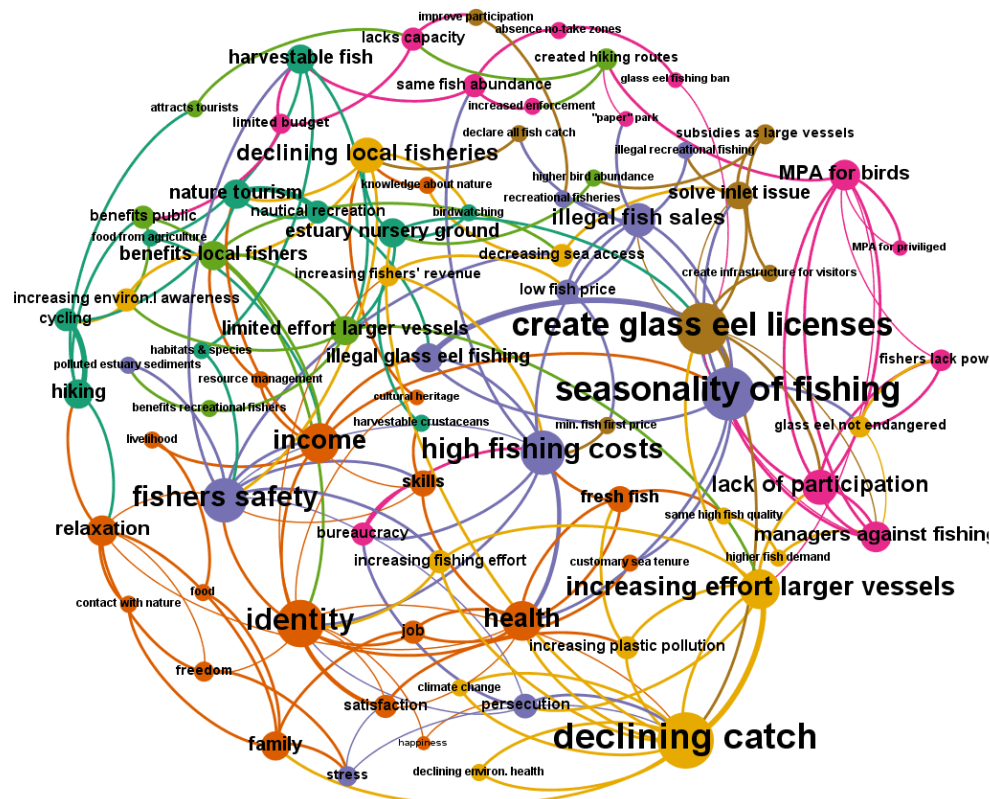 improve participation
absence no-take zones
lacks capacity
harvestable fish
created hiking routes
glass eel fishing ban
same fish abundance
increased enforcement
attracts tourists
"paper" park
limited budget
declare all fish catch
subsidies as large vessels
illegal recreational fishing
declining local fisheries
MPA for birds
knowledge about nature
higher bird abundance
nature tourism
solve inlet issue
recreational fisheries
nautical recreation
birdwatching
benefits public
illegal fish sales
estuary nursery ground
food from agriculture
MPA for priviliged
benefits local fishers
decreasing sea access
increasing fishers' revenue
create infrastructure for visitors
low fish price
increasing environ.l awareness
cycling
create glass eel licenses
limited effort larger vessels
habitats & species
illegal glass eel fishing
fishers lack pow
polluted estuary sediments
resource management
seasonality of fishing
hiking
cultural heritage
benefits recreational fishers
harvestable crustaceans
min. fish first price
glass eel not endangered
livelihood
income
high fishing costs
skills
lack of participation
fishers safety
fresh fish
same high fish quality
relaxation
bureaucracy
managers against fishing
higher fish demand
increasing fishing effort
customary sea tenure
increasing effort larger vessels
food
contact with nature
identity
health
job
increasing plastic pollution
freedom
climate change
satisfaction
persecution
declining catch
family
happiness
stress
declining environ. health